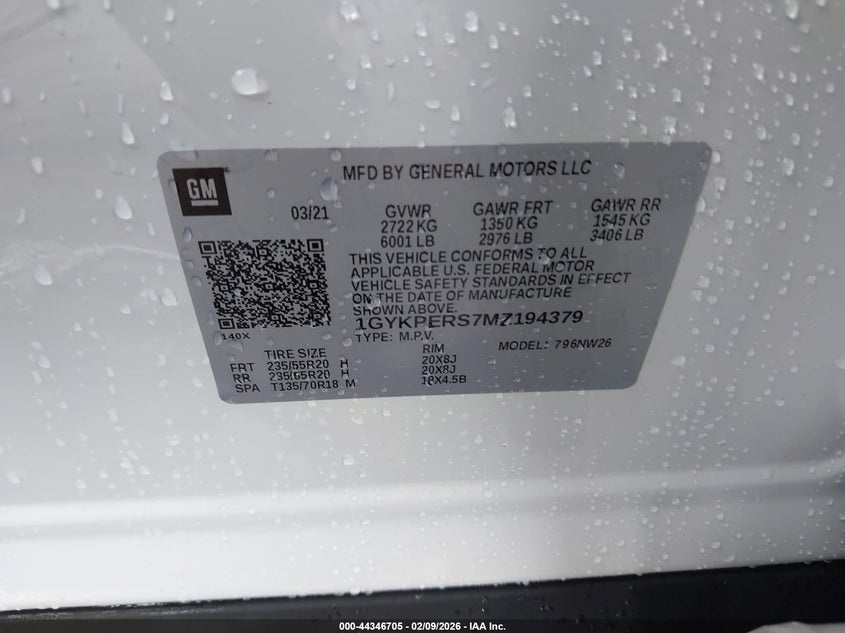 GM
MFD BY GENERAL MOTORS LLC
03/21
GVWR GAWR FRT GAWR RR
2722 KG 1350 KG 1545 KG
6001 LB 2976 LB 3406 LB
THIS VEHICLE CONFORMS TO ALL
APPLICABLE U.S. FEDERAL MOTOR
VEHICLE SAFETY STANDARDS IN EFFECT
ON THE DATE OF MANUFACTURE
SHOWN ABOVE.
1GYKPERS7MZ194379
140X
TYPE: M.P.V. MODEL: 796NW26
TIRE SIZE RIM
FRT 235/55R20 H 20X8J
RR 235/55R20 H 20X8J
SPA T135/70R18 M 18X4.5B
000-44346705 - 02/09/2026 - IAA Inc.